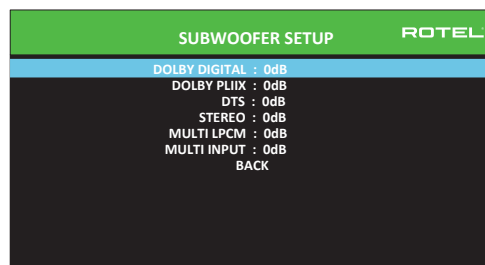 SUBWOOFER SETUP
ROTEL
DOLBY DIGITAL : 0dB
DOLBY PLIIX : 0dB
DTS : 0dB
STEREO : 0dB
MULTI LPCM : 0dB
MULTI INPUT : 0dB
BACK